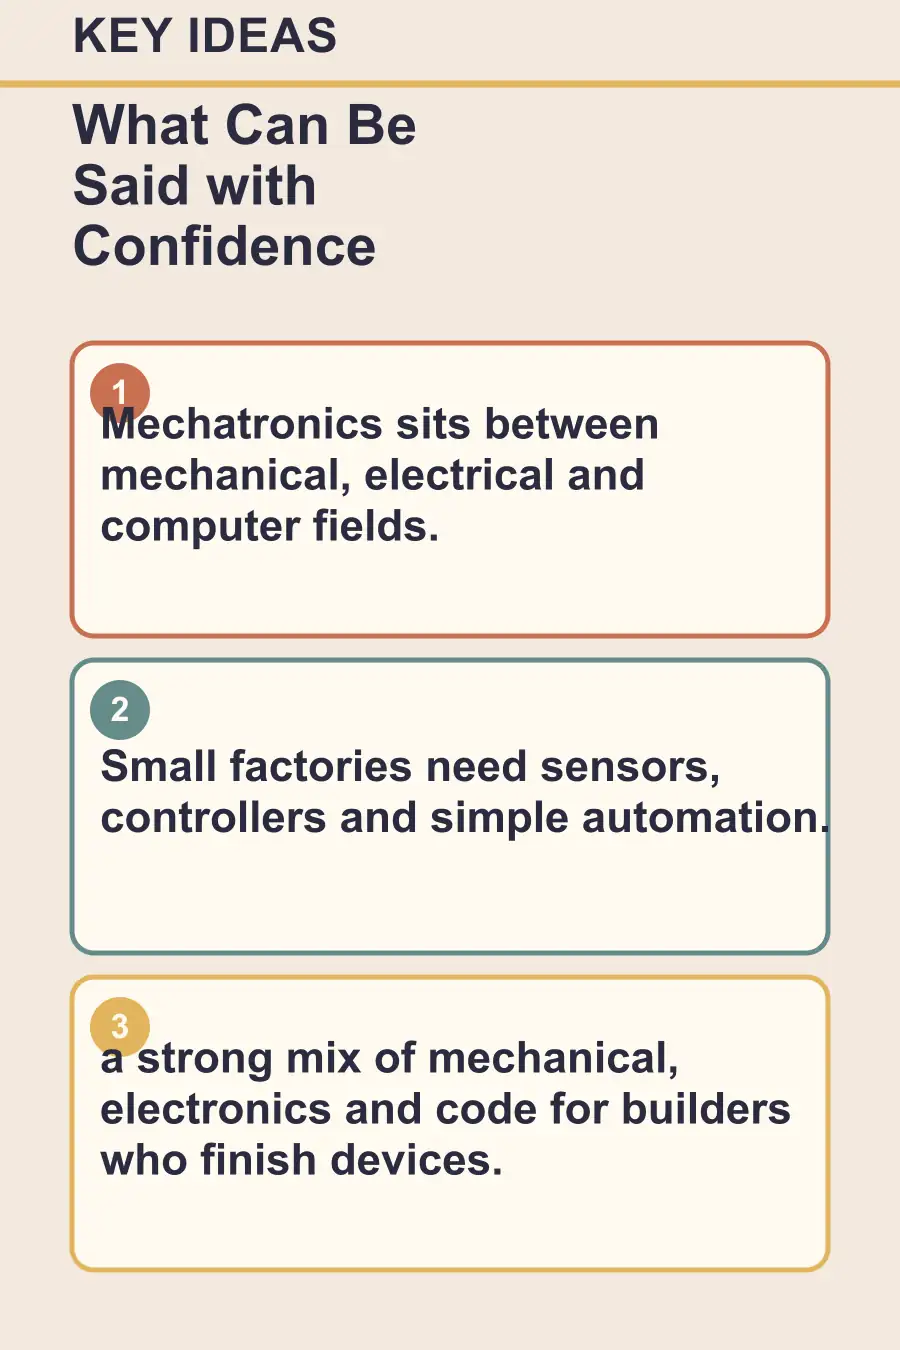 KEY IDEAS
What Can Be
Said with
Confidence
1
Mechatronics sits between
mechanical, electrical and
computer fields.
2
Small factories need sensors,
controllers and simple automation.
3
a strong mix of mechanical,
electronics and code for builders
who finish devices.